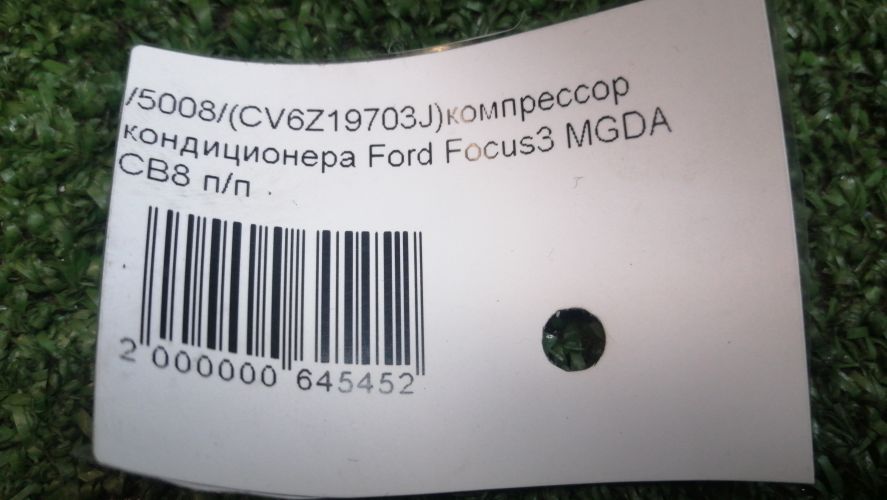 /5008/(CV6Z19703J)компрессор
кондиционера Ford Focus3 MGDA
CB8 п/п
2 000000 645452